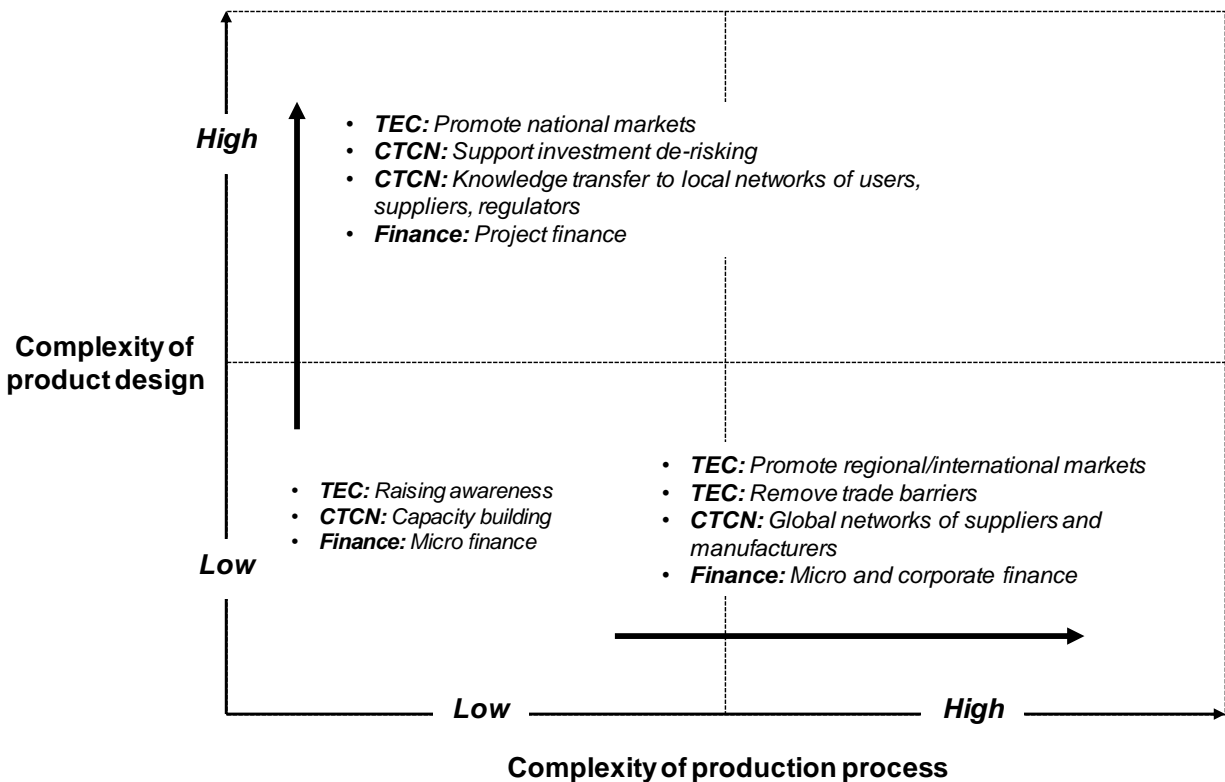 High
• TEC: Promote national markets
• CTCN: Support investment de-risking
• CTCN: Knowledge transfer to local networks of users,
suppliers, regulators
• Finance: Project finance
Complexity of
product design
• TEC: Raising awareness
• CTCN: Capacity building
• Finance: Micro finance
• TEC: Promote regional/international markets
• TEC: Remove trade barriers
• CTCN: Global networks of suppliers and
manufacturers
• Finance: Micro and corporate finance
Low
Low
High
Complexity of production process